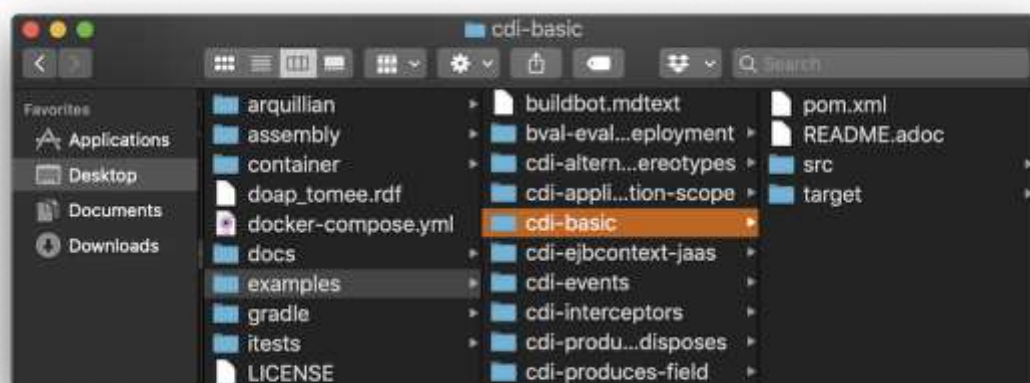 cdi-basic
Search
Favorites
Applications
Desktop
Documents
Downloads
arquillian
assembly
container
doap_tomee.rdf
docker-compose.yml
docs
examples
gradle
itests
LICENSE
buildbot.mdtext
bval-eval...eployment
cdi-altern...ereotypes
cdi-appli...tion-scope
cdi-basic
cdi-ejbcontext-jaas
cdi-events
cdi-interceptors
cdi-produ...disposes
cdi-produces-field
pom.xml
README.adoc
src
target